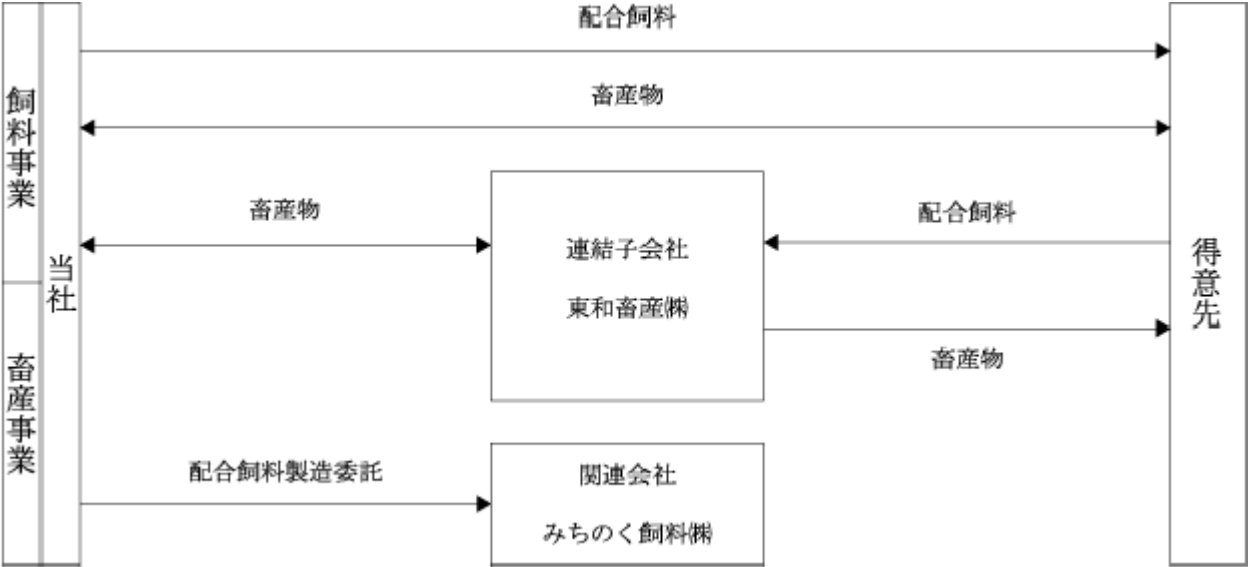 配合飼料
畜産物
飼料事業
畜産事業
当社
畜産物
連結子会社
東和畜産㈱
配合飼料
畜産物
得意先
配合飼料製造委託
関連会社
みちのく飼料㈱